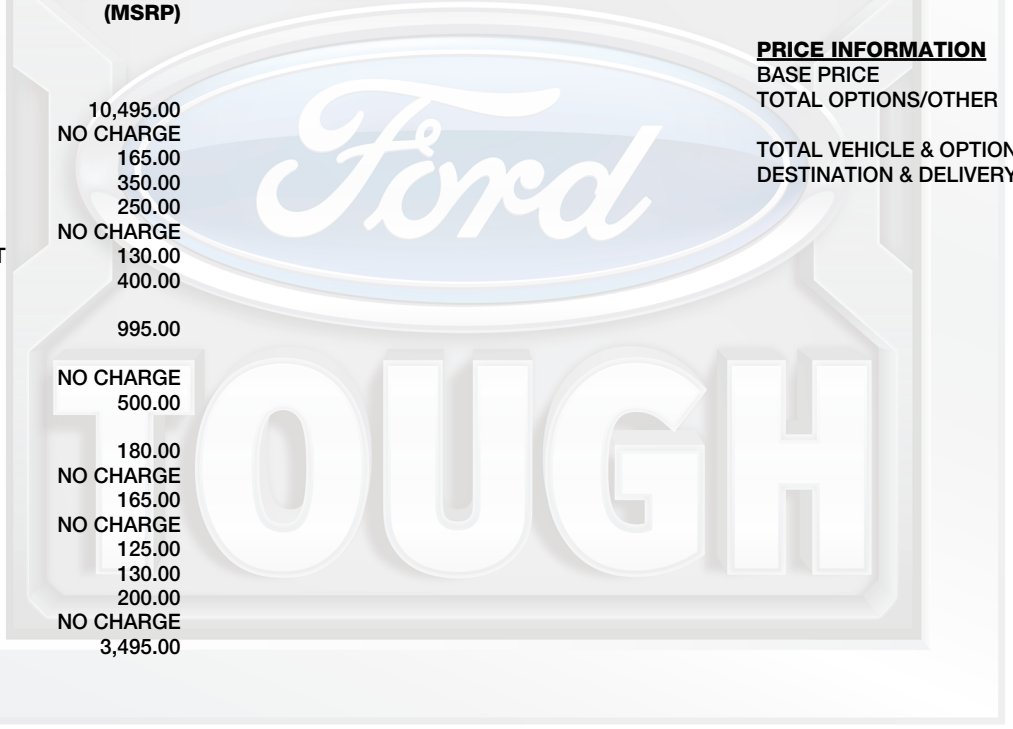 (MSRP)
10,495.00
NO CHARGE
165.00
350.00
250.00
NO CHARGE
T 130.00
400.00
995.00
NO CHARGE
500.00
180.00
NO CHARGE
165.00
NO CHARGE
125.00
130.00
200.00
NO CHARGE
3,495.00
PRICE INFORMATION
BASE PRICE
TOTAL OPTIONS/OTHER
TOTAL VEHICLE & OPTION
DESTINATION & DELIVERY
Ford
TOUGH